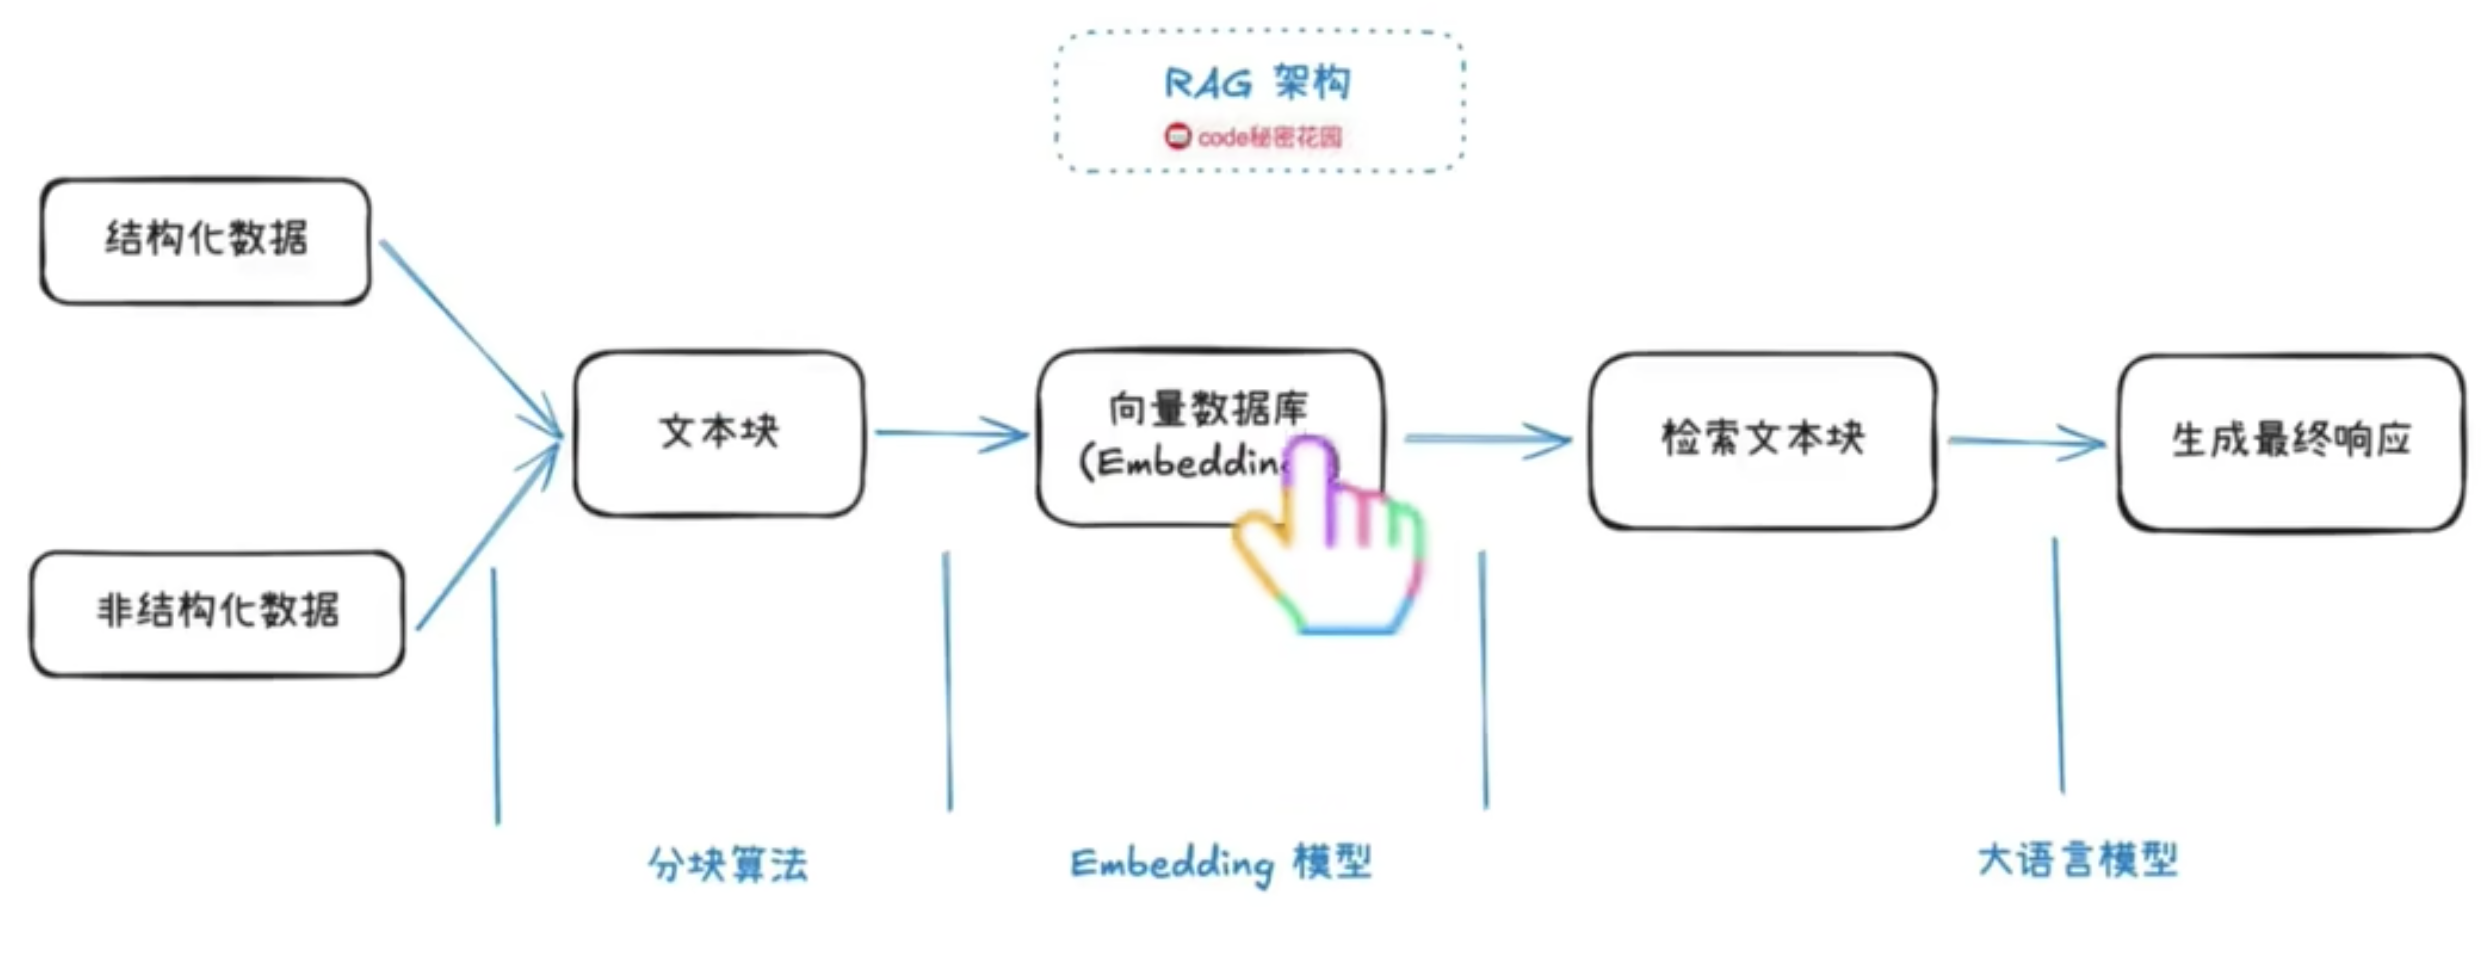 RAG 架构
code秘密花园
结构化数据
非结构化数据
文本块
向量数据库
(Embedding
检索文本块
生成最终响应
分块算法
Embedding 模型
大语言模型